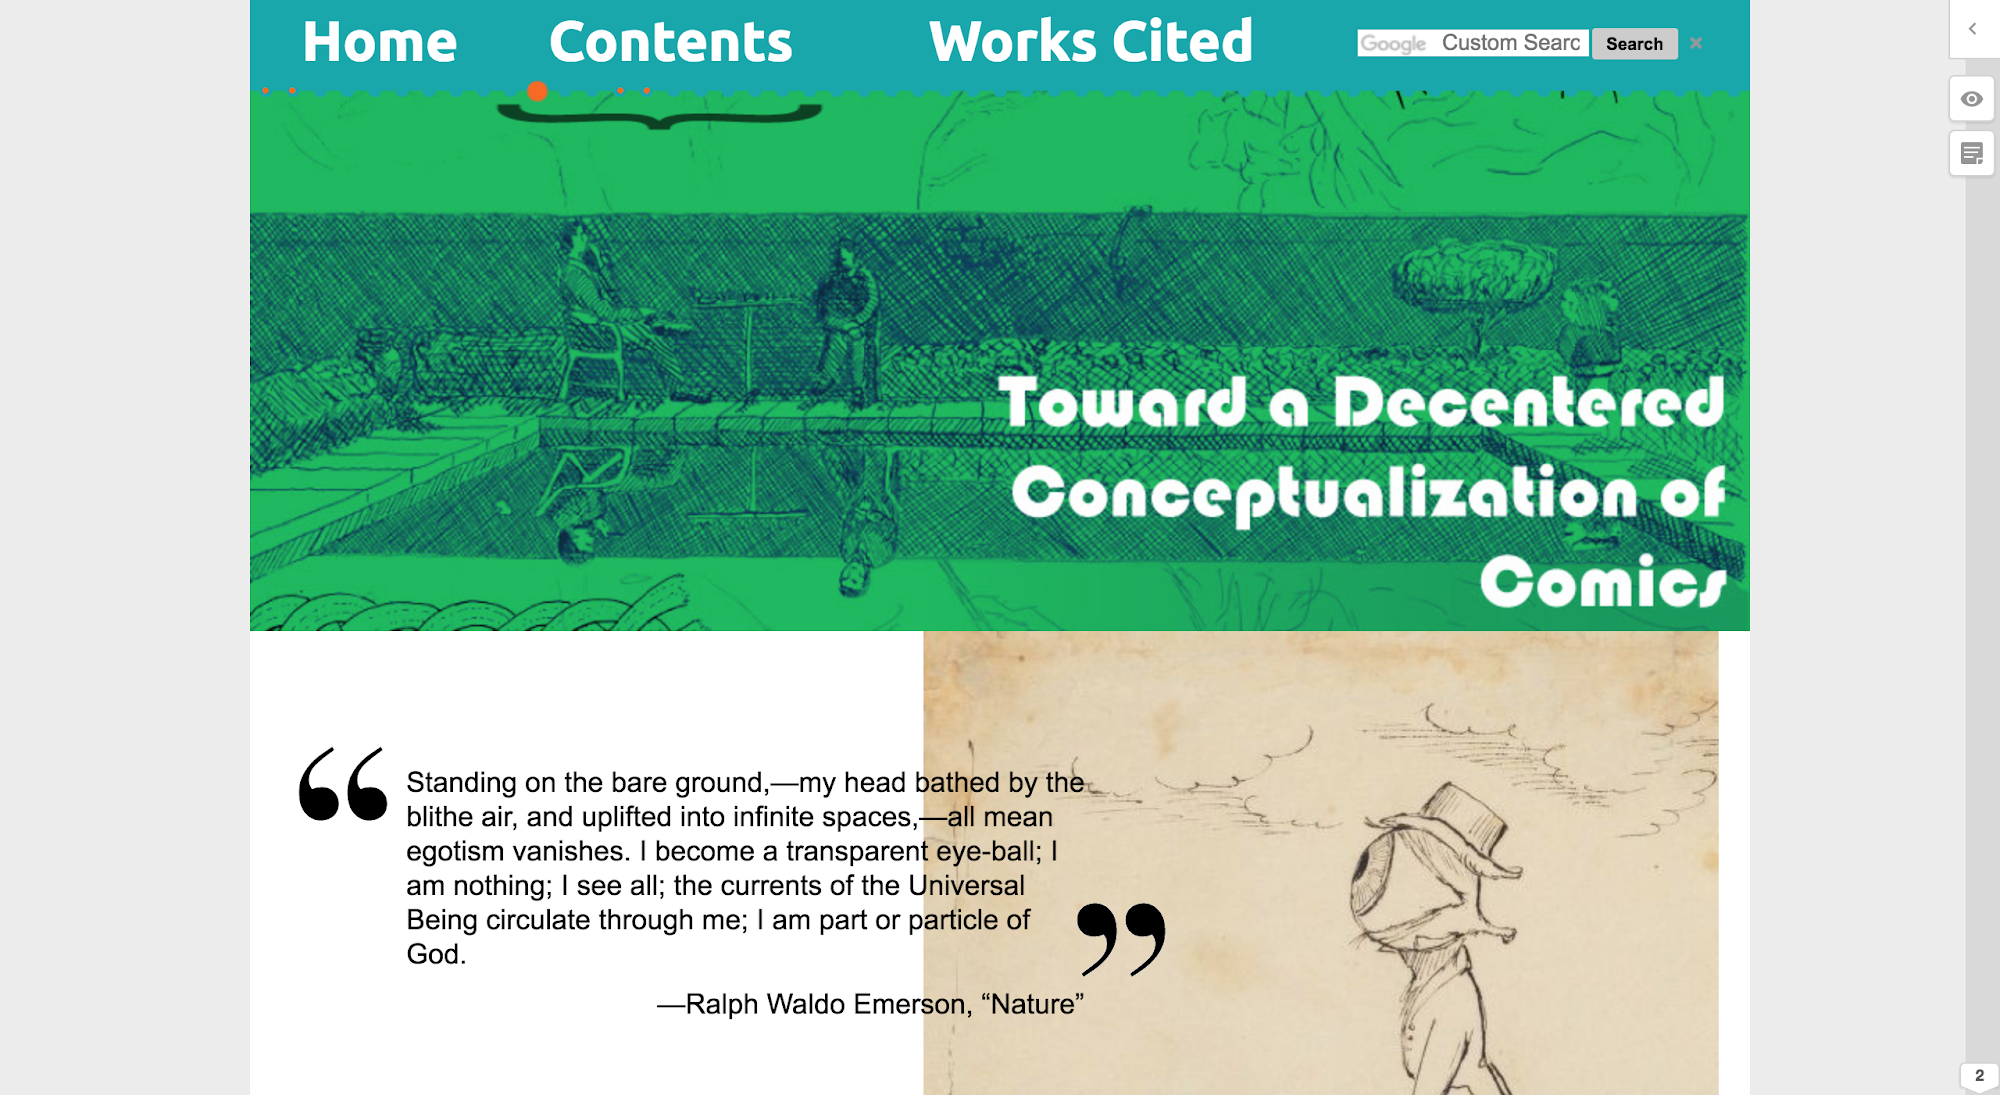 Home Contents Works Cited Google Custom Searc Search ×
Toward a Decentered
Conceptualization of
Comics
“Standing on the bare ground,—my head bathed by the
blithe air, and uplifted into infinite spaces,—all mean
egotism vanishes. I become a transparent eye-ball; I
am nothing; I see all; the currents of the Universal
Being circulate through me; I am part or particle of
God.”
—Ralph Waldo Emerson, “Nature”
2